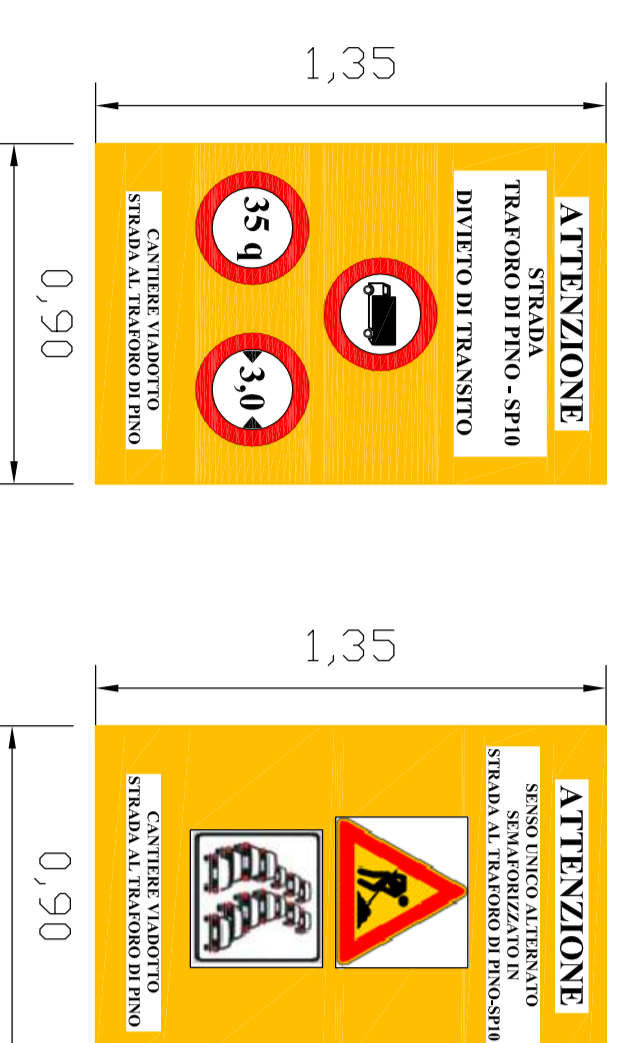 1,35
0,90
ATTENZIONE
STRADA
TRAFORO DI PINO - SP10
DIVIETO DI TRANSITO
35 q
3,0
CANTIERE VIADOTTO
STRADA AL TRAFORO DI PINO
1,35
0,90
ATTENZIONE
SENSO UNICO ALTERNATO
SEMAFORIZZATO IN
STRADA AL TRAFORO DI PINO-SP10
CANTIERE VIADOTTO
STRADA AL TRAFORO DI PINO